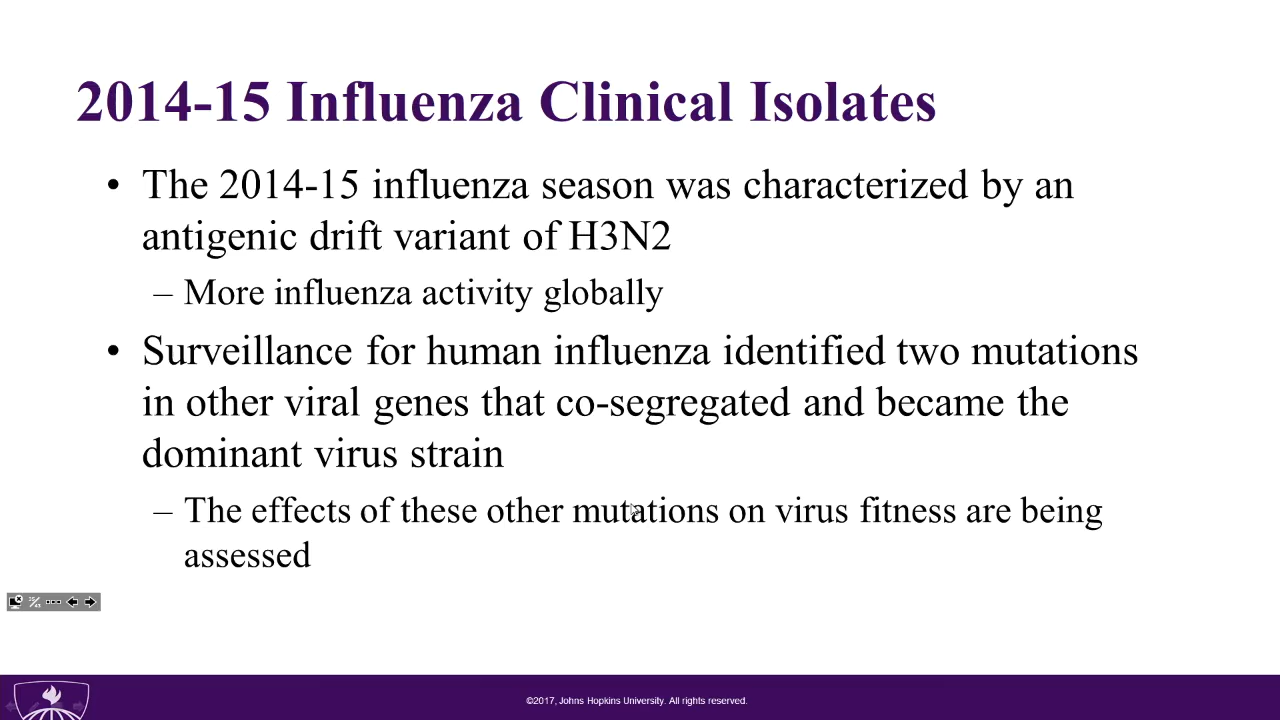 2014-15 Influenza Clinical Isolates
• The 2014-15 influenza season was characterized by an
antigenic drift variant of H3N2
– More influenza activity globally
• Surveillance for human influenza identified two mutations
in other viral genes that co-segregated and became the
dominant virus strain
– The effects of these other mutations on virus fitness are being
assessed
©2017, Johns Hopkins University. All rights reserved.